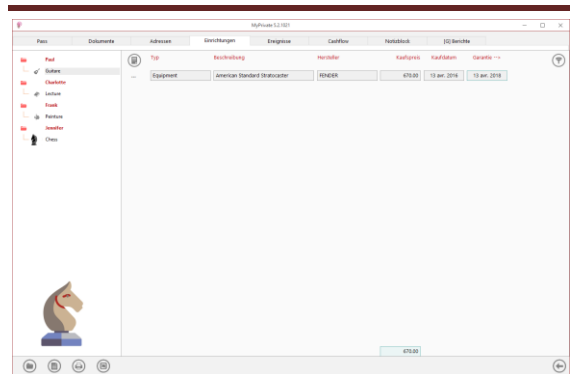 MyPrivate 5.2.1021
Pass Dokumente Adressen Einrichtungen Ereignisse Cashflow Notizblock [Q] Berichte
Paul
Guitare
Charlotte
Lecture
Frank
Peinture
Jennifer
Chess
Typ Beschreibung Hersteller Kaufpreis Kaufdatum Garantie -->
... Equipment American Standard Stratocaster FENDER 670.00 13 avr. 2016 13 avr. 2018
670.00